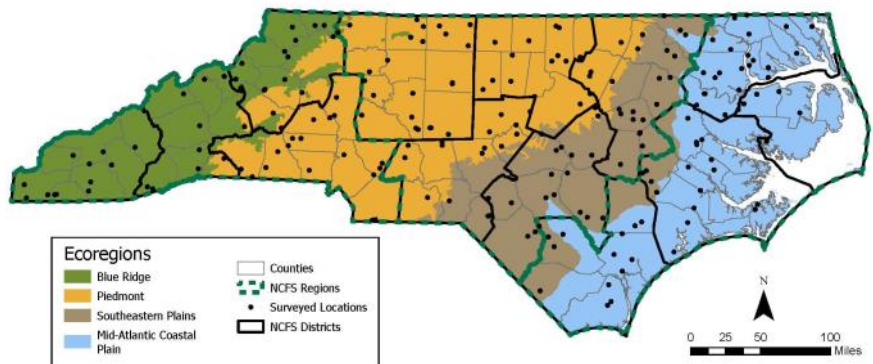 Ecoregions
Blue Ridge
Piedmont
Southeastern Plains
Mid-Atlantic Coastal
Plain
Counties
NCFS Regions
Surveyed Locations
NCFS Districts
N
0 25 50 100
Miles